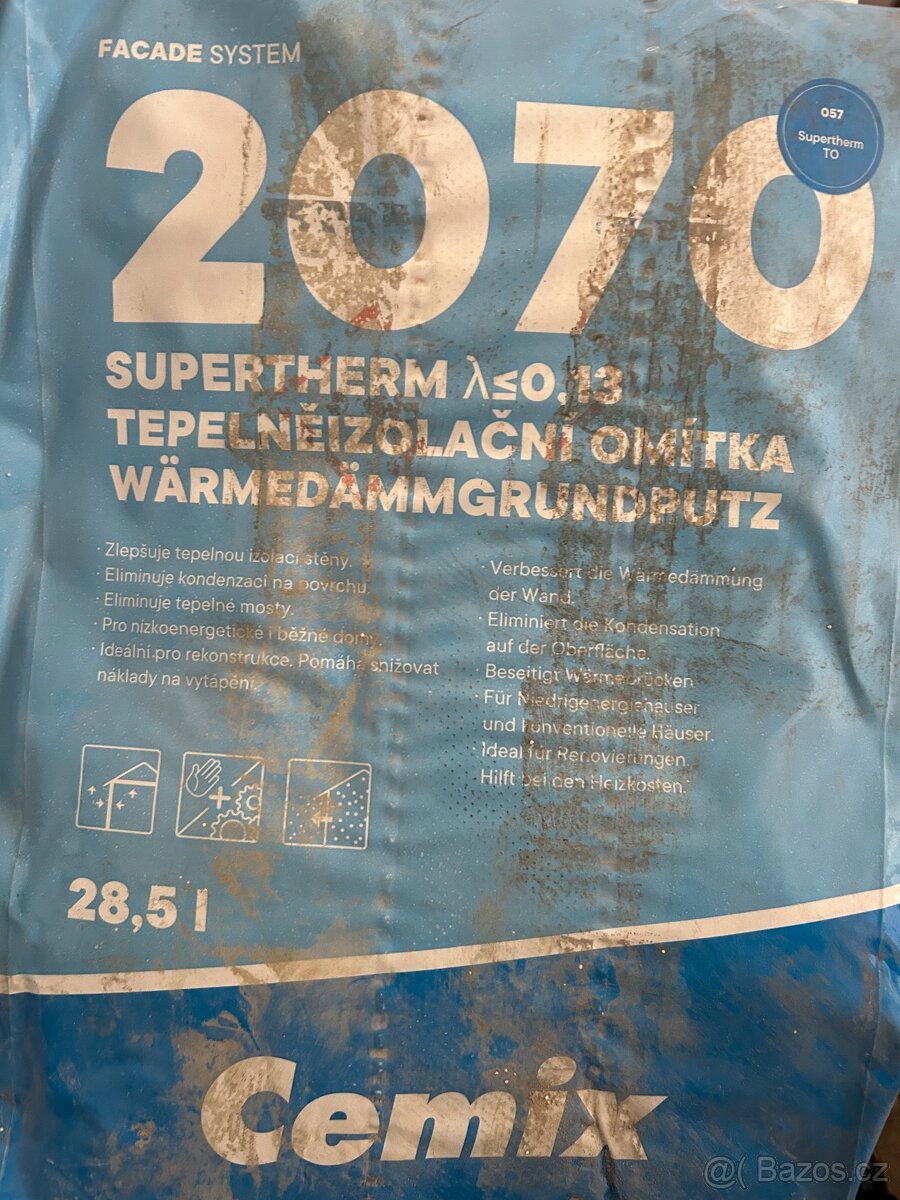 FACADE SYSTEM
2070
057
Supertherm
TO
SUPERTHERM λ≤0,13
TEPELNĚIZOLAČNÍ OMÍTKA
WÄRMEDÄMMGRUNDPUTZ
· Zlepšuje tepelnou izolaci stěny.
· Eliminuje kondenzaci na povrchu.
· Eliminuje tepelné mosty.
· Pro nízkoenergetické i běžné domy.
· Ideální pro rekonstrukce. Pomáhá snižovat
náklady na vytápění.
· Verbessert die Wärmedämmung
der Wand.
· Eliminiert die Kondensation
auf der Oberfläche.
· Beseitigt Wärmebrücken.
· Für Niedrigenergiehäuser
und konventionelle Häuser.
· Ideal für Renovierungen.
· Hilft bei den Heizkosten.
28,5 l
Cemix
@( Bazos.cz